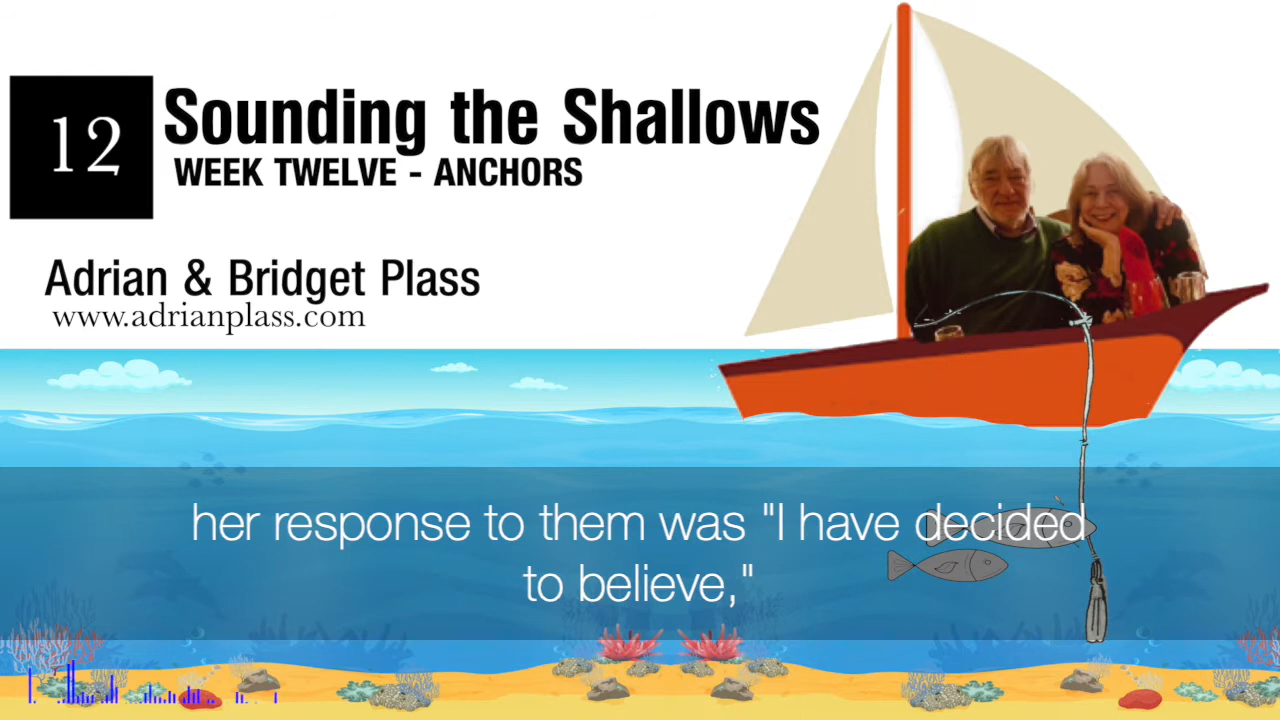 12
Sounding the Shallows
WEEK TWELVE - ANCHORS
Adrian & Bridget Plass
www.adrianplass.com
her response to them was "I have decided
to believe,"